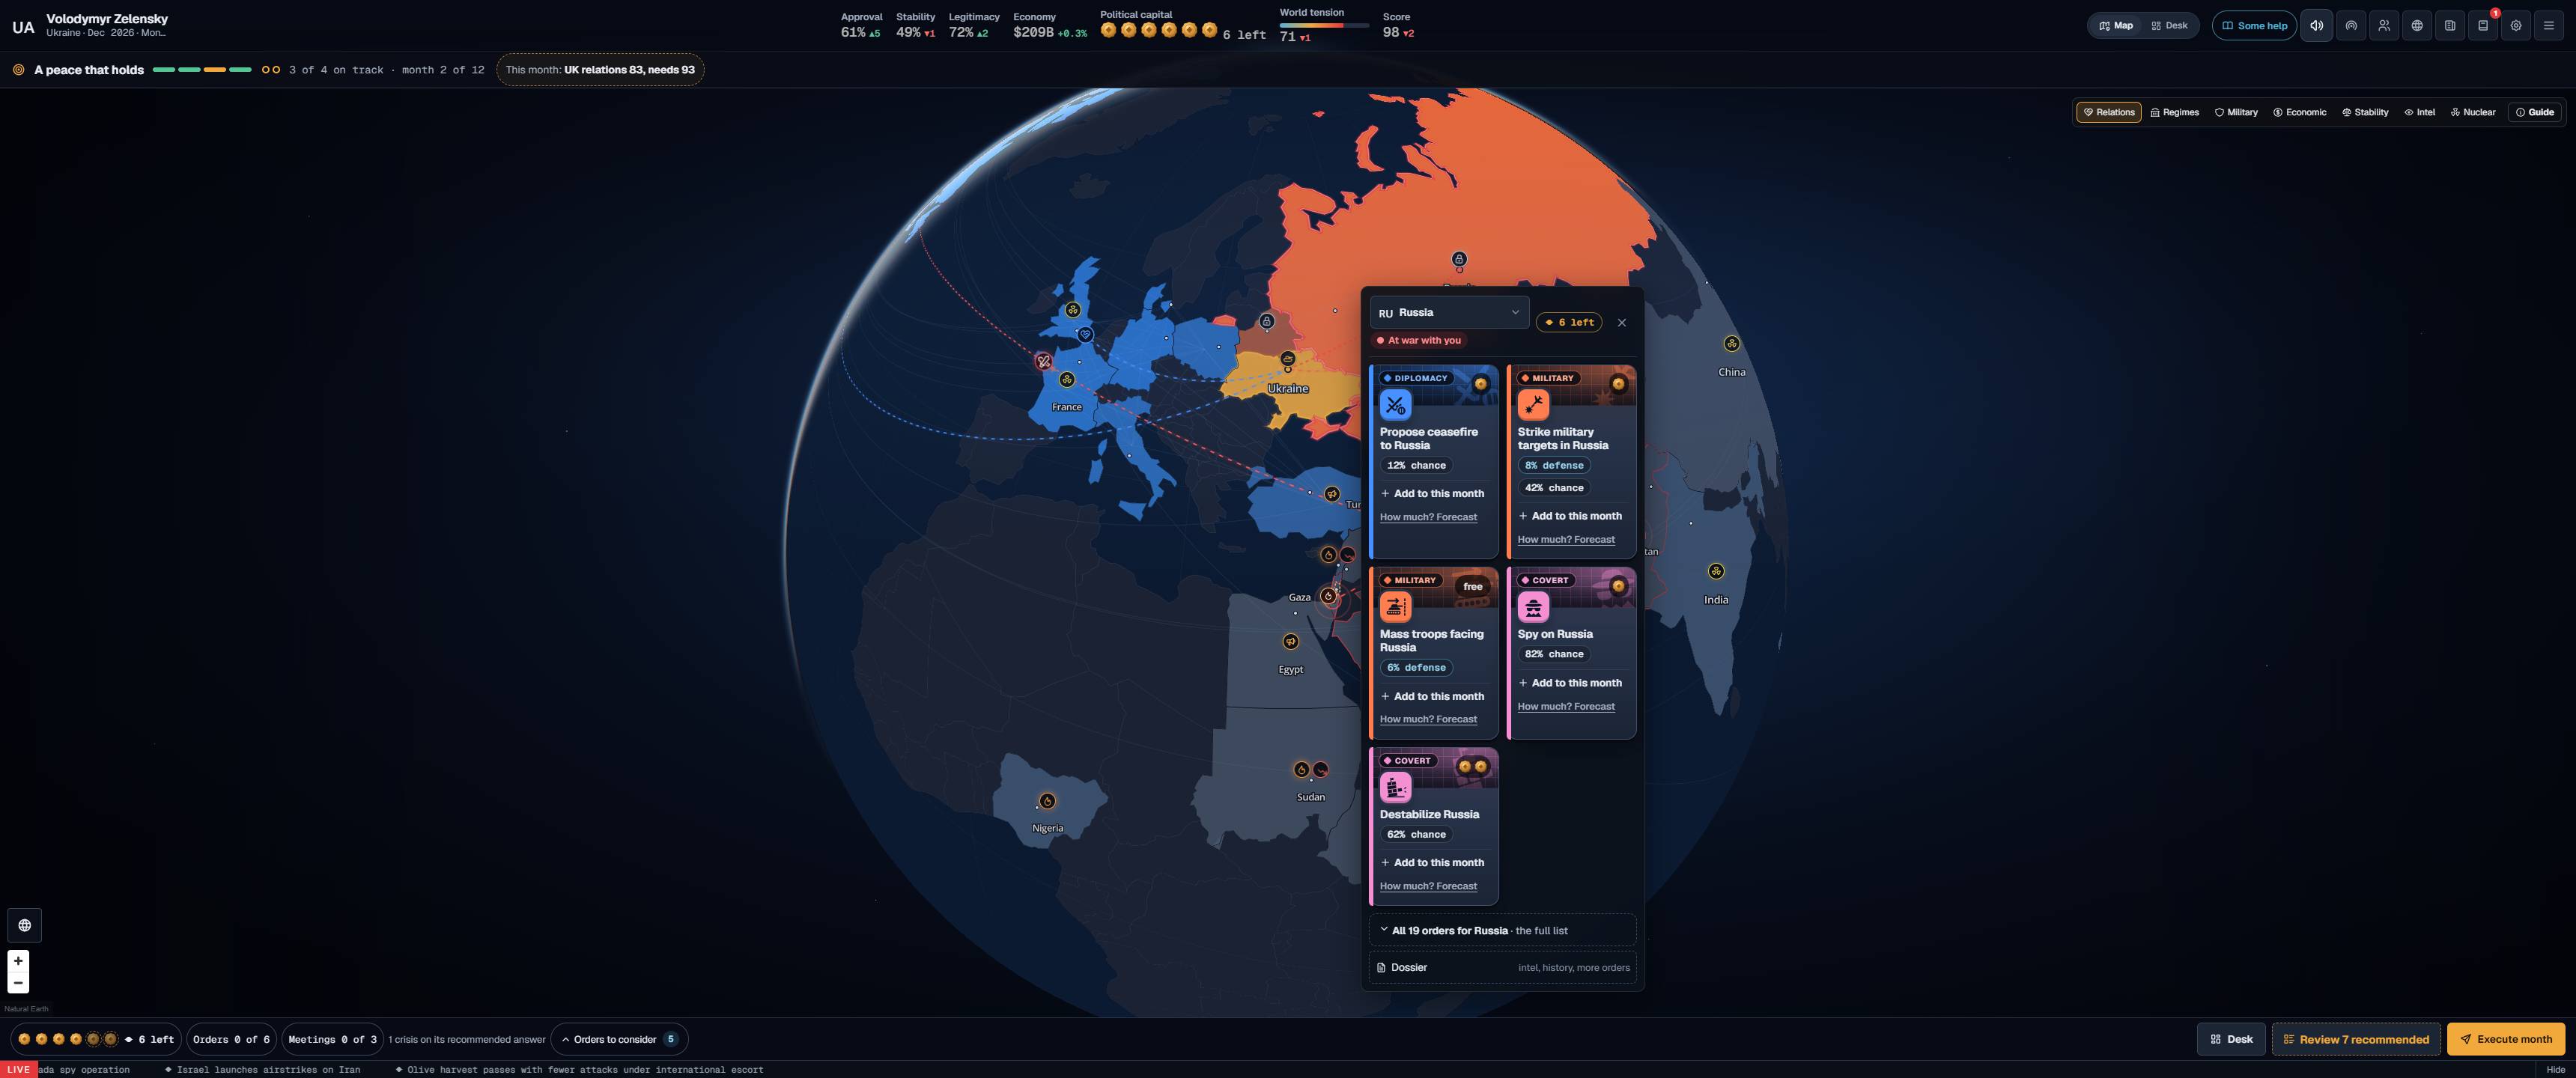 UA
Volodymyr Zelensky
Ukraine · Dec 2026 · Mon...
Approval
61% ▲5
Stability
49% ▼1
Legitimacy
72% ▲2
Economy
$209B +0.3%
Political capital
6 left
World tension
71 ▼1
Score
98 ▼2
Map
Desk
Some help
1
A peace that holds
3 of 4 on track · month 2 of 12
This month: UK relations 83, needs 93
Relations
Regimes
Military
Economic
Stability
Intel
Nuclear
Guide
France
Ukraine
China
India
Gaza
Egypt
Sudan
Nigeria
Tur
tan
RU Russia
6 left
At war with you
DIPLOMACY
Propose ceasefire
to Russia
12% chance
+ Add to this month
How much? Forecast
MILITARY
Strike military
targets in Russia
8% defense
42% chance
+ Add to this month
How much? Forecast
MILITARY
free
Mass troops facing
Russia
6% defense
+ Add to this month
How much? Forecast
COVERT
Spy on Russia
82% chance
+ Add to this month
How much? Forecast
COVERT
Destabilize Russia
62% chance
+ Add to this month
How much? Forecast
All 19 orders for Russia · the full list
Dossier
intel, history, more orders
+
−
Natural Earth
6 left
Orders 0 of 6
Meetings 0 of 3
1 crisis on its recommended answer
Orders to consider 5
Desk
Review 7 recommended
Execute month
LIVE
ada spy operation
◆ Israel launches airstrikes on Iran
◆ Olive harvest passes with fewer attacks under international escort
Hide